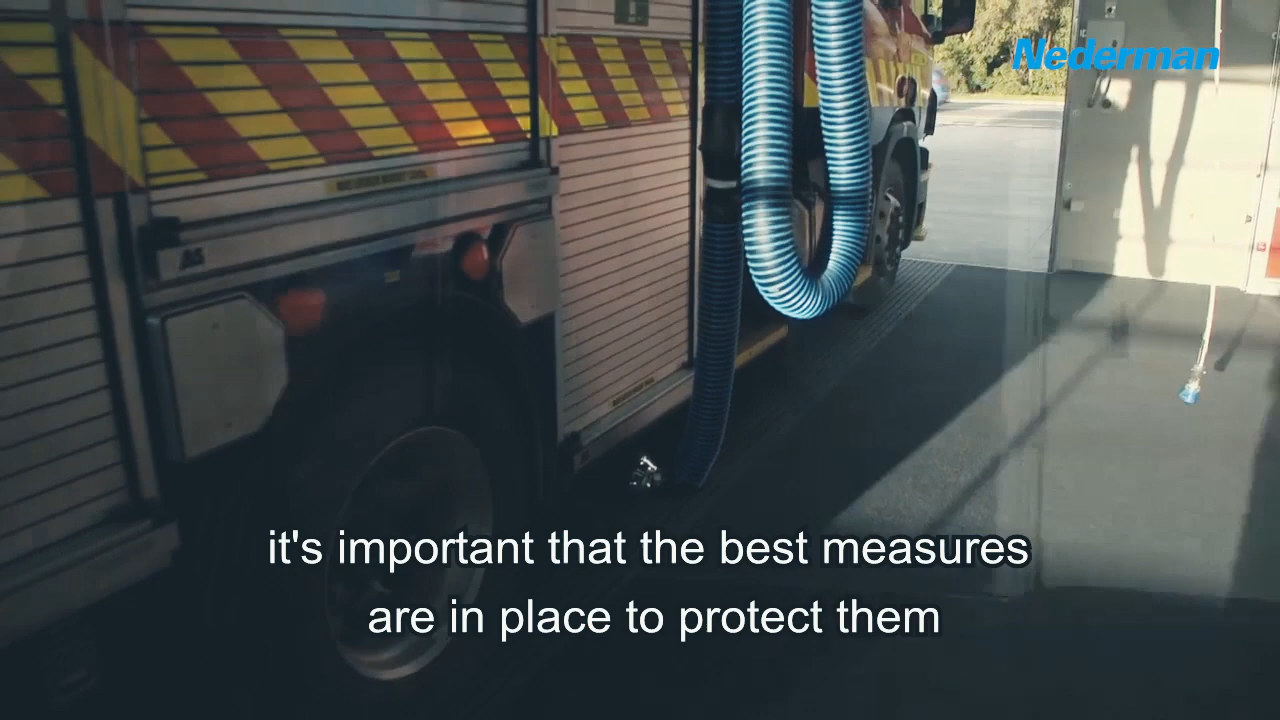 Nederman
it's important that the best measures
are in place to protect them